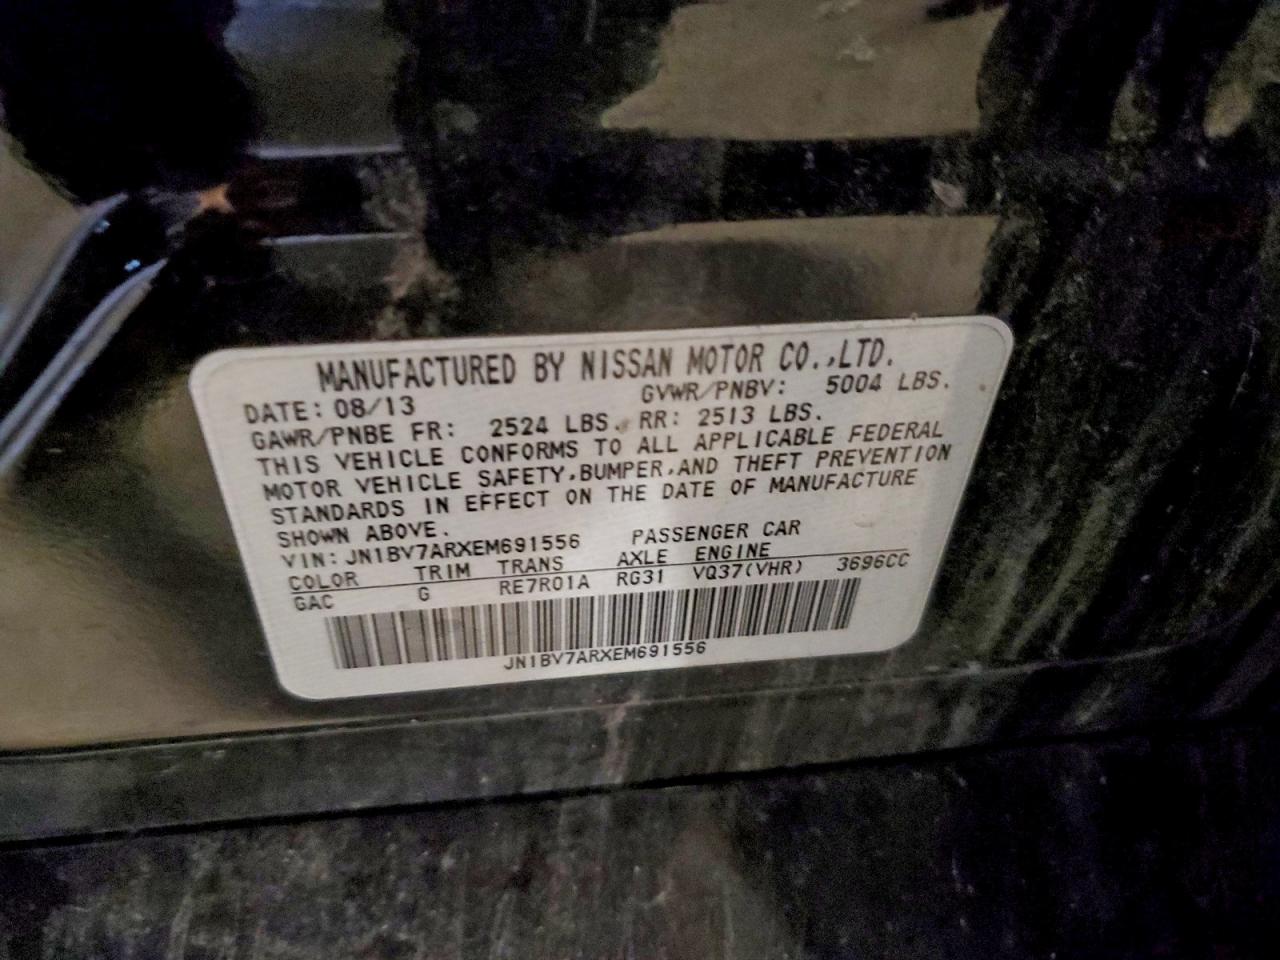 MANUFACTURED BY NISSAN MOTOR CO.,LTD.
DATE: 08/13 GVWR/PNBV: 5004 LBS.
GAWR/PNBE FR: 2524 LBS. RR: 2513 LBS.
THIS VEHICLE CONFORMS TO ALL APPLICABLE FEDERAL
MOTOR VEHICLE SAFETY,BUMPER,AND THEFT PREVENTION
STANDARDS IN EFFECT ON THE DATE OF MANUFACTURE
SHOWN ABOVE.
VIN: JN1BV7ARXEM691556 PASSENGER CAR
COLOR TRIM TRANS AXLE ENGINE
GAC G RE7R01A RG31 VQ37(VHR) 3696CC
JN1BV7ARXEM691556